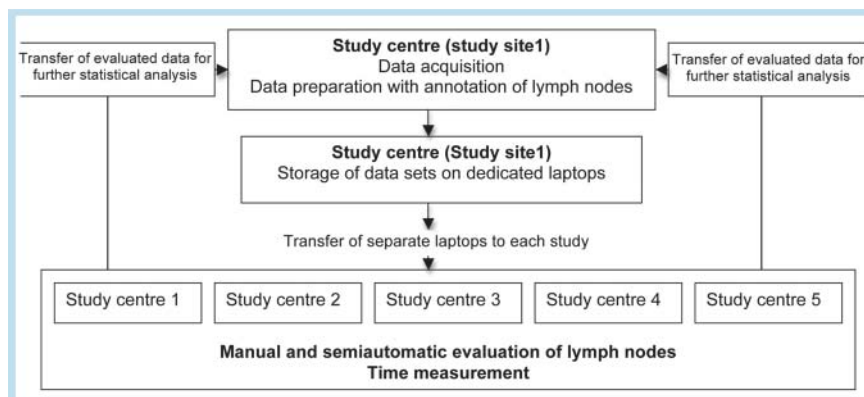 Transfer of evaluated data for
further statistical analysis
Study centre (study site1)
Data acquisition
Data preparation with annotation of lymph nodes
Transfer of evaluated data for
further statistical analysis
Study centre (Study site1)
Storage of data sets on dedicated laptops
Transfer of separate laptops to each study
Study centre 1
Study centre 2
Study centre 3
Study centre 4
Study centre 5
Manual and semiautomatic evaluation of lymph nodes
Time measurement